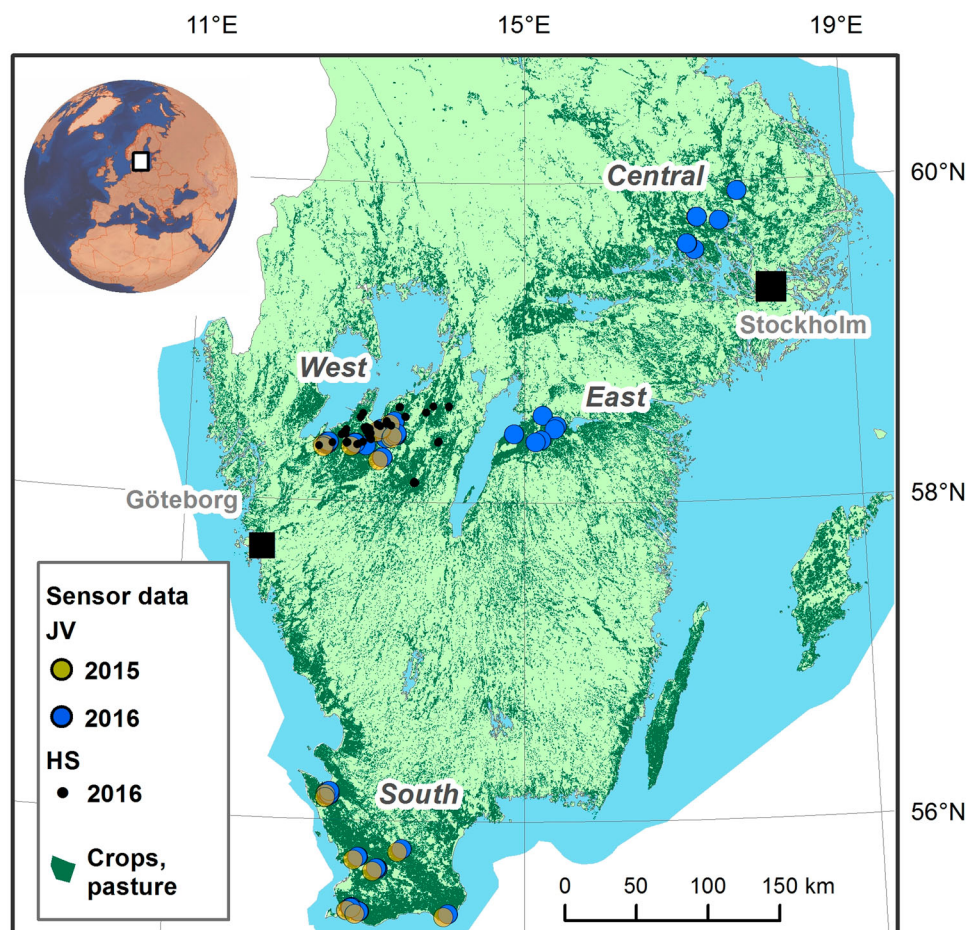 11°E
15°E
19°E
Central
60°N
Stockholm
West
East
Göteborg
58°N
Sensor data
JV
2015
2016
HS
2016
Crops,
pasture
South
56°N
0 50 100 150 km